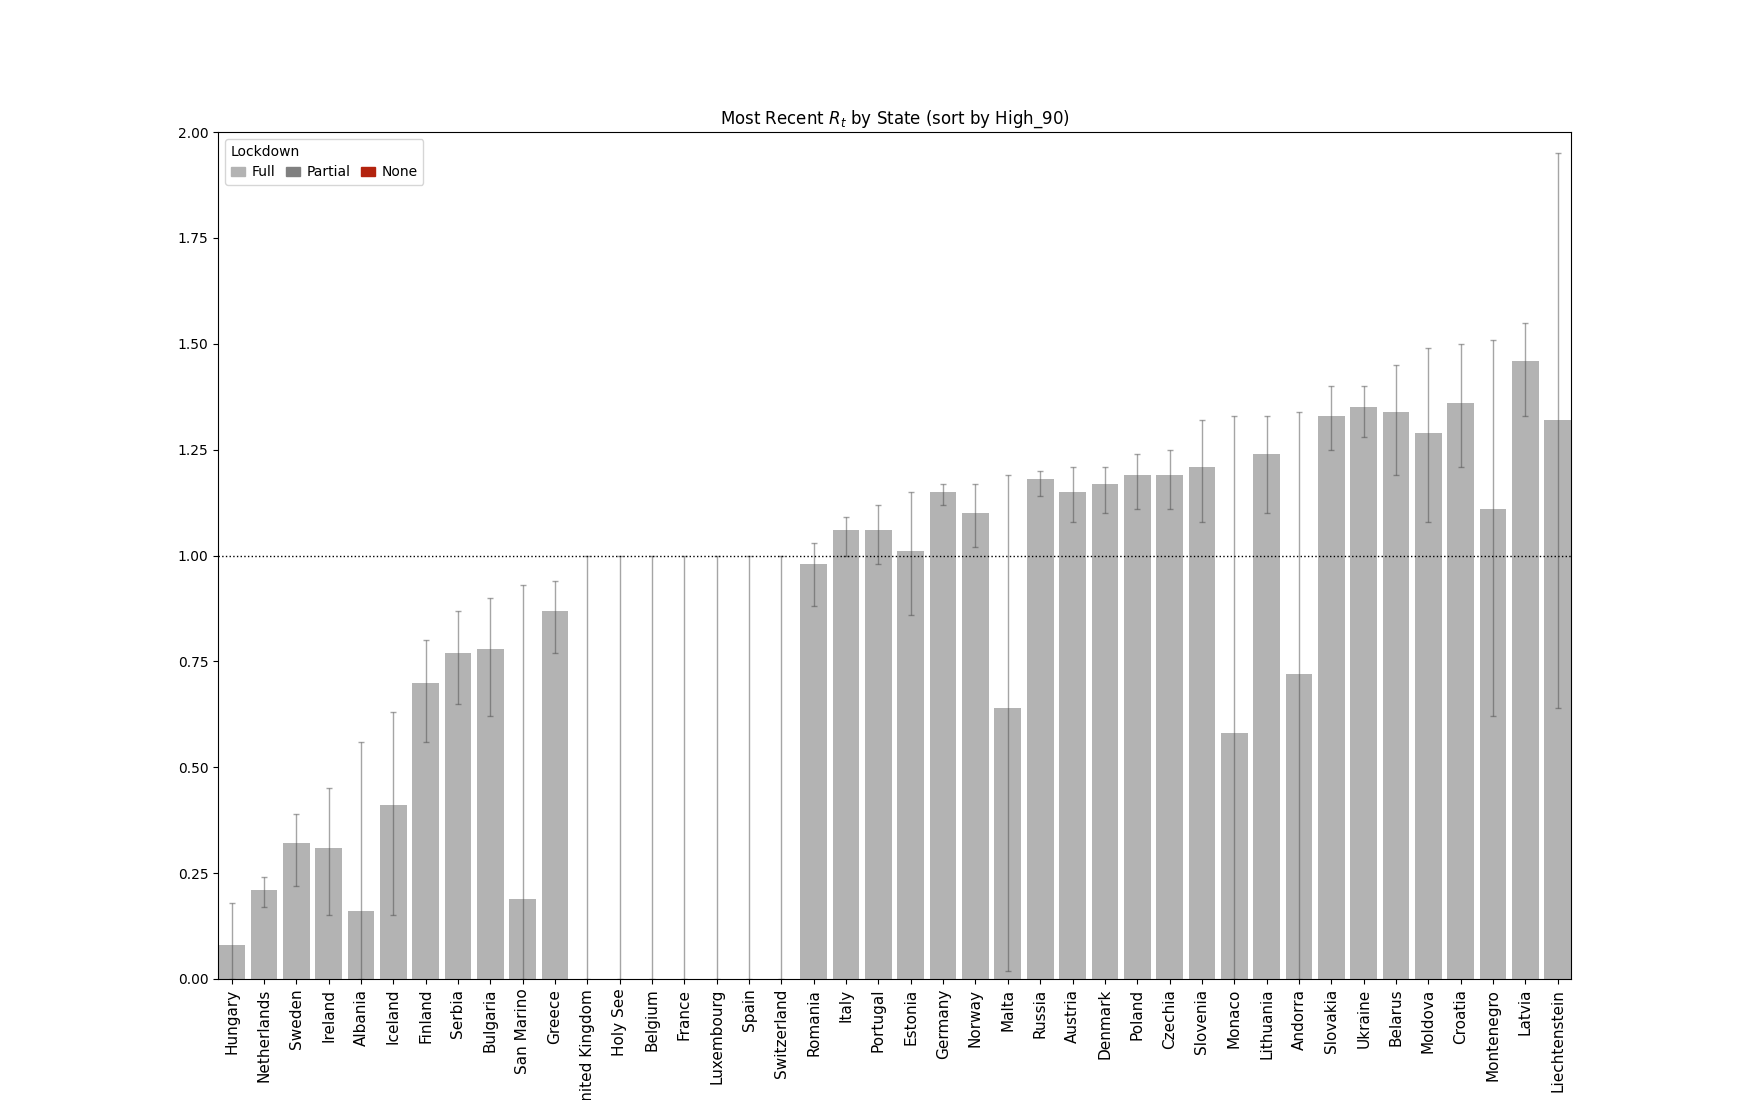 Most Recent Rt by State (sort by High_90)
2.00
Lockdown
Full Partial None
1.75
1.50
1.25
1.00
0.75
0.50
0.25
0.00
Hungary
Netherlands
Sweden
Ireland
Albania
Iceland
Finland
Serbia
Bulgaria
San Marino
Greece
nited Kingdom
Holy See
Belgium
France
Luxembourg
Spain
Switzerland
Romania
Italy
Portugal
Estonia
Germany
Norway
Malta
Russia
Austria
Denmark
Poland
Czechia
Slovenia
Monaco
Lithuania
Andorra
Slovakia
Ukraine
Belarus
Moldova
Croatia
Montenegro
Latvia
Liechtenstein